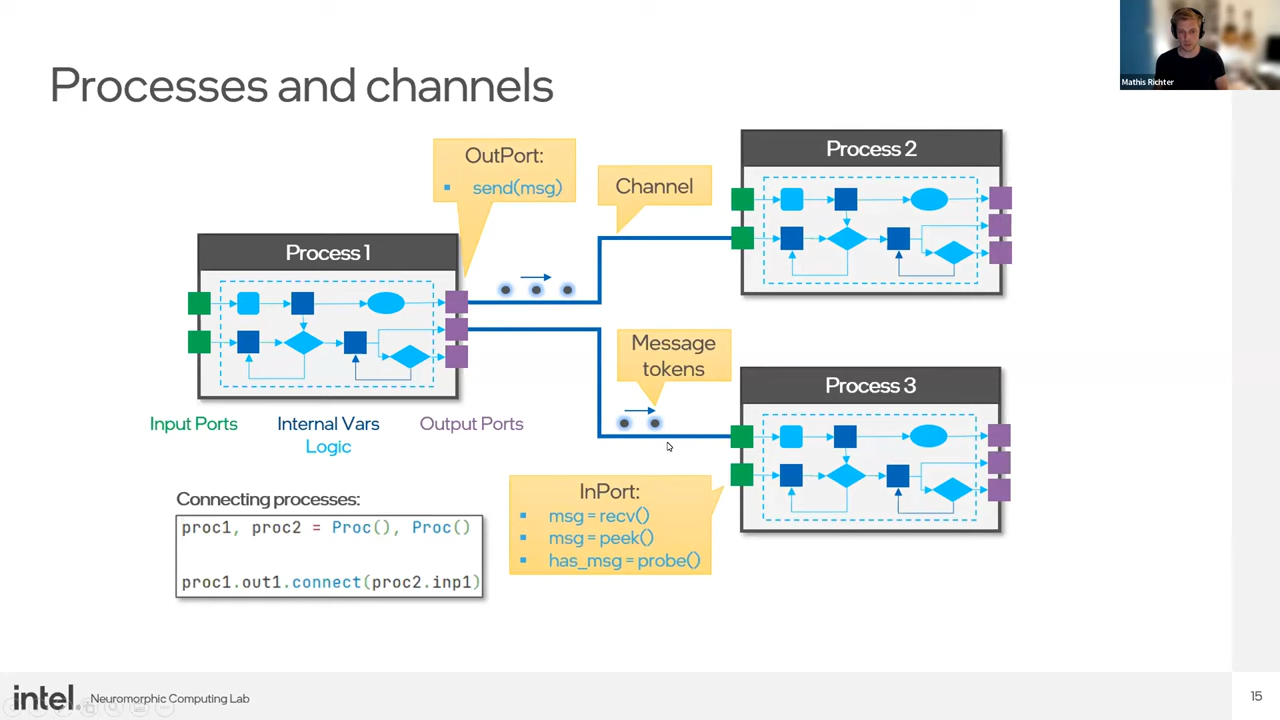 Processes and channels
Mathis Richter
OutPort:
▪ send(msg)
Channel
Process 2
Process 1
Message
tokens
Process 3
Input Ports
Internal Vars
Logic
Output Ports
InPort:
▪ msg = recv()
▪ msg = peek()
▪ has_msg = probe()
Connecting processes:
proc1, proc2 = Proc(), Proc()
proc1.out1.connect(proc2.inp1)
intel. Neuromorphic Computing Lab
15